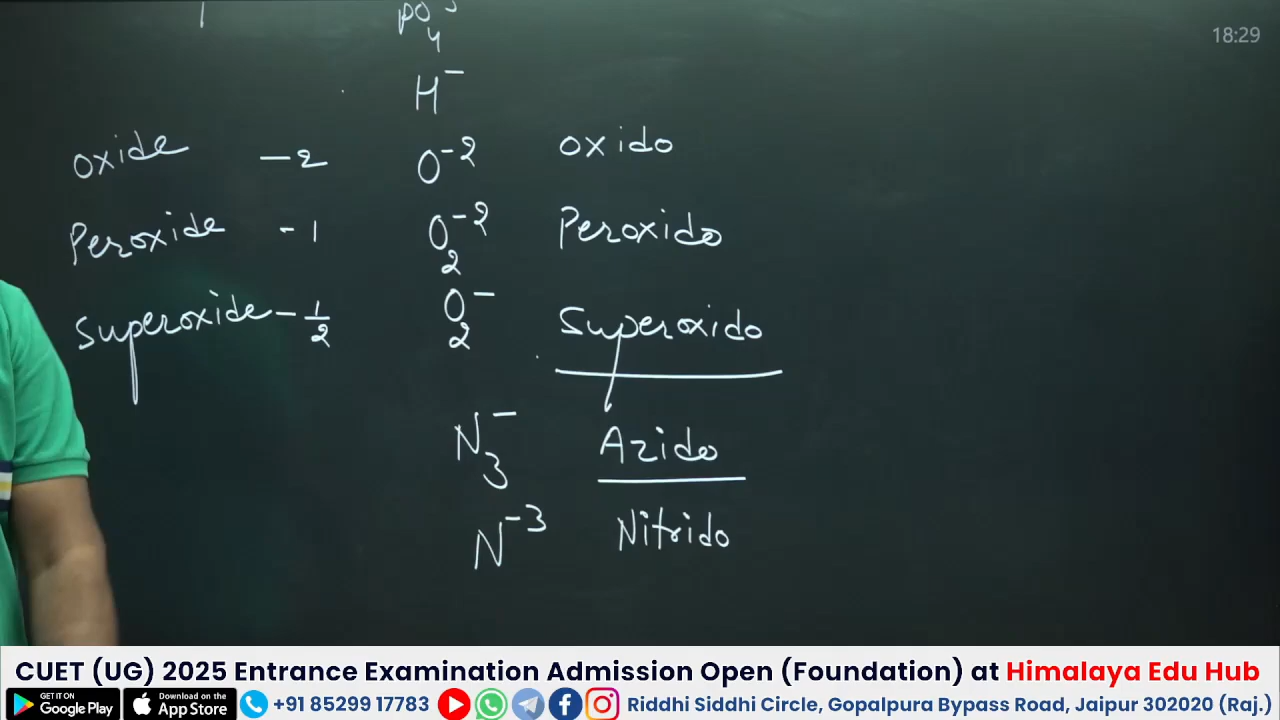 18:29
PO4
H⁻
oxide -2 O⁻² oxido
Peroxide -1 O₂⁻² Peroxido
Superoxide -1/2 O₂⁻ Superoxido
N₃⁻ Azido
N⁻³ Nitrido
CUET (UG) 2025 Entrance Examination Admission Open (Foundation) at Himalaya Edu Hub
GET IT ON Google Play Download on the App Store +91 85299 17783 Riddhi Siddhi Circle, Gopalpura Bypass Road, Jaipur 302020 (Raj.)